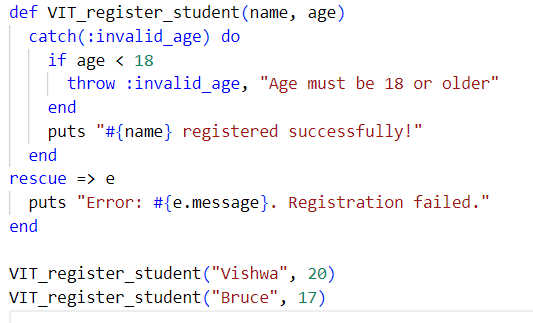 def VIT_register_student(name, age)
  catch(:invalid_age) do
    if age < 18
      throw :invalid_age, "Age must be 18 or older"
    end
    puts "#{name} registered successfully!"
  end
rescue => e
  puts "Error: #{e.message}. Registration failed."
end

VIT_register_student("Vishwa", 20)
VIT_register_student("Bruce", 17)